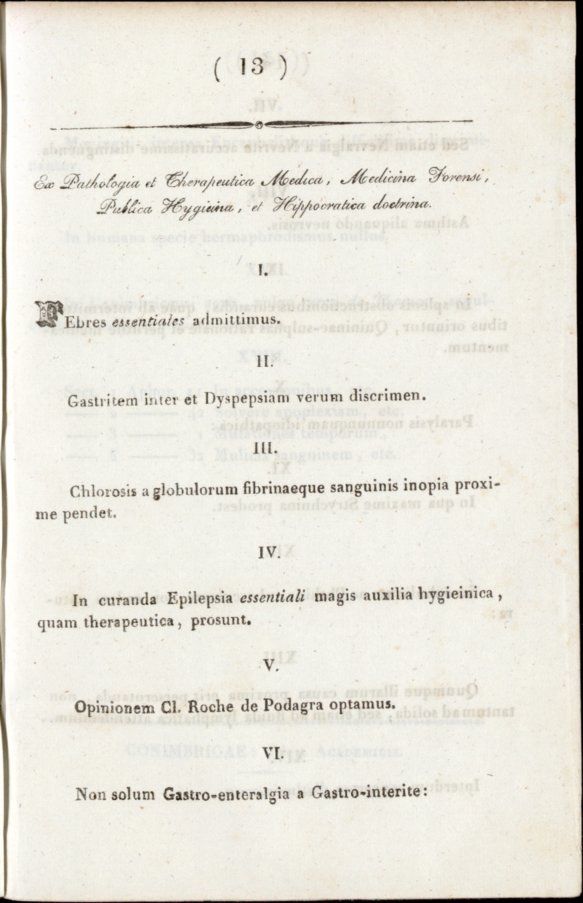 ( 13 )
Ex Pathologia et Therapeutica Medica, Medicina Forensi,
Publica Hygieina, et Hippocratica doctrina.
I.
FEbres essentiales admittimus.
II.
Gastritem inter et Dyspepsiam verum discrimen.
III.
Chlorosis a globulorum fibrinaeque sanguinis inopia proxi-
me pendet.
IV.
In curanda Epilepsia essentiali magis auxilia hygieinica,
quam therapeutica, prosunt.
V.
Opinionem Cl. Roche de Podagra optamus.
VI.
Non solum Gastro-enteralgia a Gastro-interite: